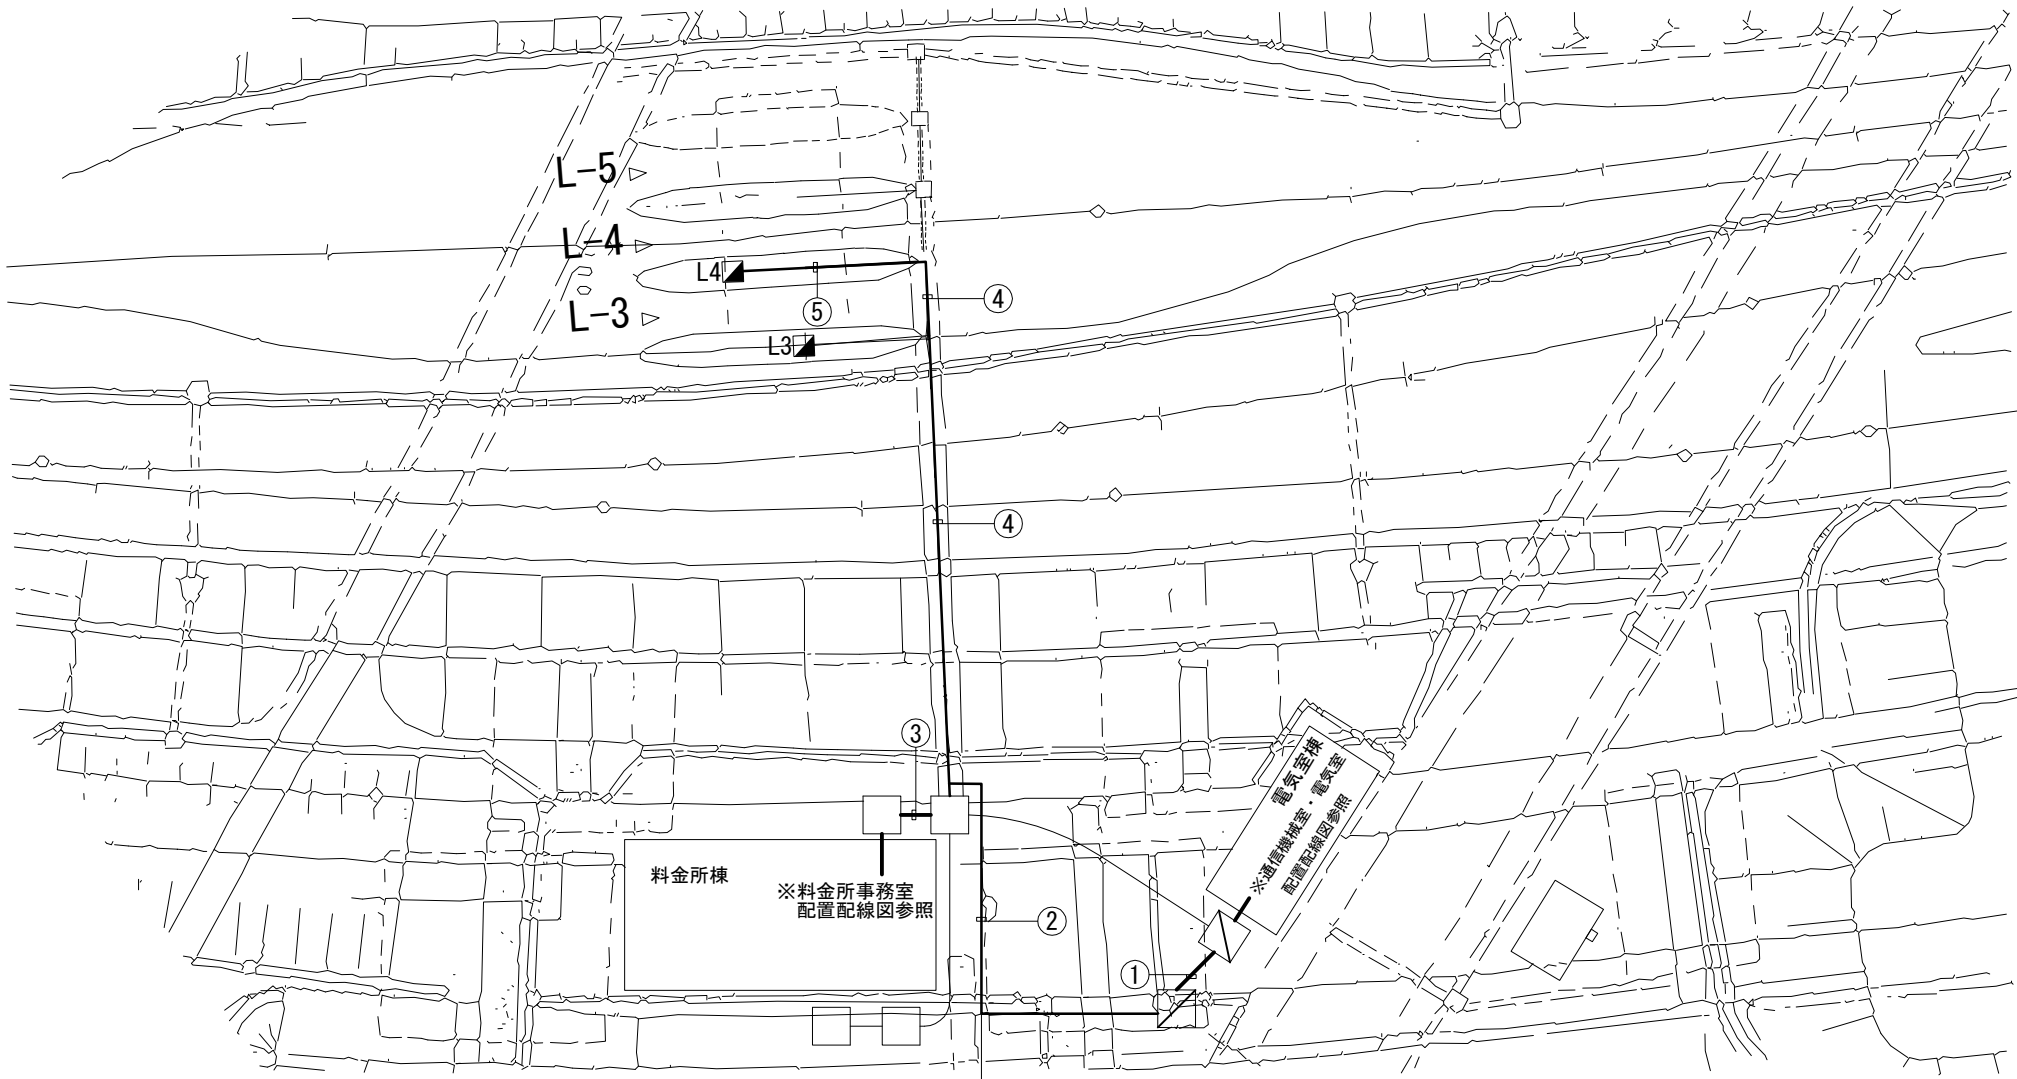 L-5
L-4
L4
④
⑤
L-3
L3
④
③
電気室棟
※通信機械室・電気室
配置配線図参照
料金所棟
※料金所事務室
配置配線図参照
②
①